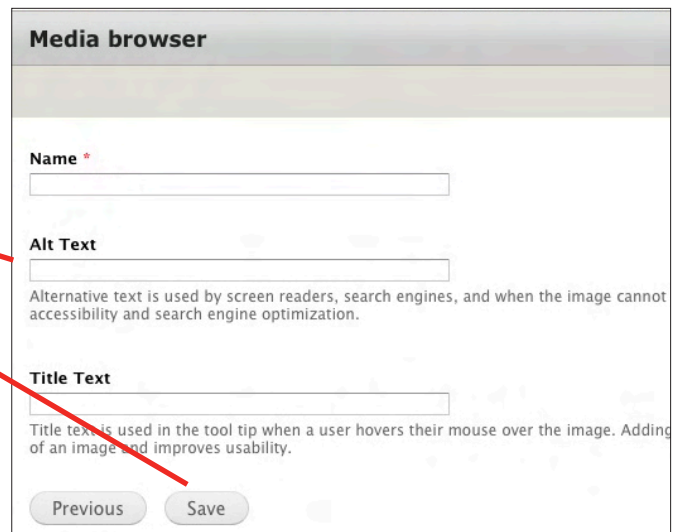 Media browser
Name *
Alt Text
Alternative text is used by screen readers, search engines, and when the image cannot
accessibility and search engine optimization.
Title Text
Title text is used in the tool tip when a user hovers their mouse over the image. Adding
of an image and improves usability.
Previous Save